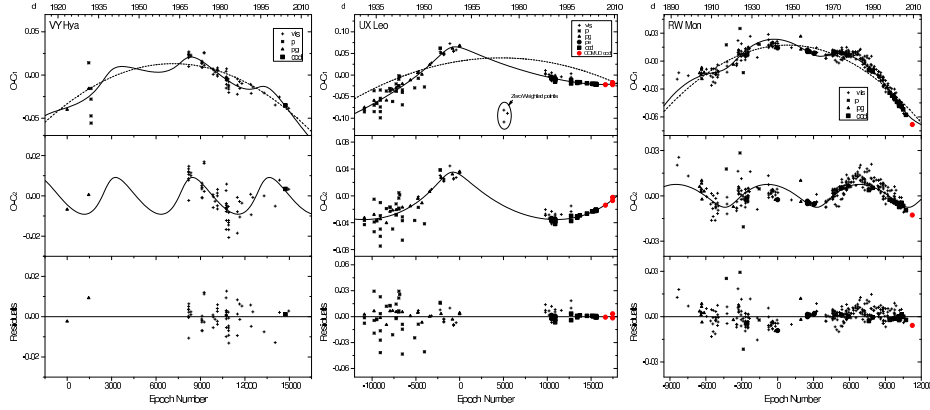 d 1920 1935 1950 1965 1980 1995 2010
VY Hya
vis
p
pg
ccd
0.05
0.00
-0.05
O-C1
0.02
0.00
-0.02
O-C2
0.02
0.00
-0.02
Residuals
0 3000 6000 9000 12000 15000
Epoch Number
d 1935 1950 1965 1980 1995 2010
UX Leo
vis
p
pg
pe
ccd
Zero Weighted points
0.10
0.05
0.00
-0.05
-0.10
O-C1
0.08
0.04
0.00
-0.04
-0.08
O-C2
0.06
0.03
0.00
-0.03
-0.06
Residuals
-10000 -5000 0 5000 10000 15000
Epoch Number
d 1890 1910 1930 1950 1970 1990 2010
RW Mon
vis
p
pg
ccd
0.03
0.00
-0.03
-0.06
O-C1
0.03
0.00
-0.03
O-C2
0.03
0.00
-0.03
Residuals
-9000 -6000 -3000 0 3000 6000 9000 12000
Epoch Number